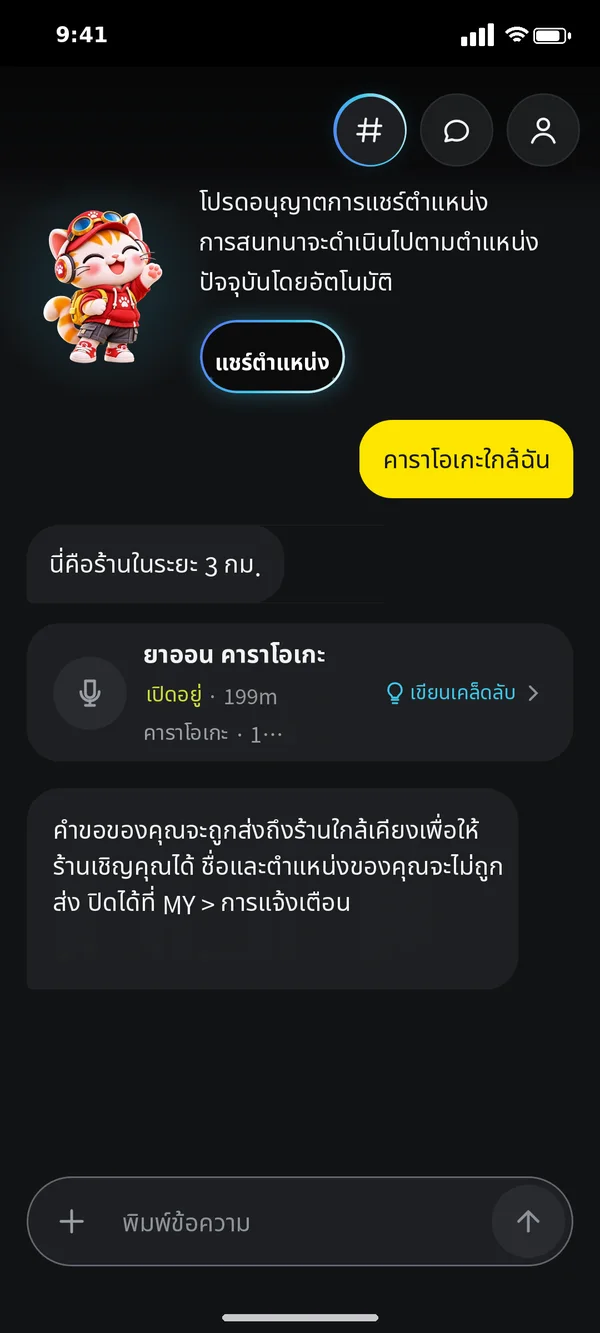 9:41
โปรดอนุญาตการแชร์ตำแหน่ง
การสนทนาจะดำเนินไปตามตำแหน่ง
ปัจจุบันโดยอัตโนมัติ
แชร์ตำแหน่ง
คาราโอเกะใกล้ฉัน
นี่คือร้านในระยะ 3 กม.
ยาออน คาราโอเกะ
เปิดอยู่ · 199m
เขียนเคล็ดลับ
คาราโอเกะ · 1···
คำขอของคุณจะถูกส่งถึงร้านใกล้เคียงเพื่อให้
ร้านเชิญคุณได้ ชื่อและตำแหน่งของคุณจะไม่ถูก
ส่ง ปิดได้ที่ MY > การแจ้งเตือน
พิมพ์ข้อความ